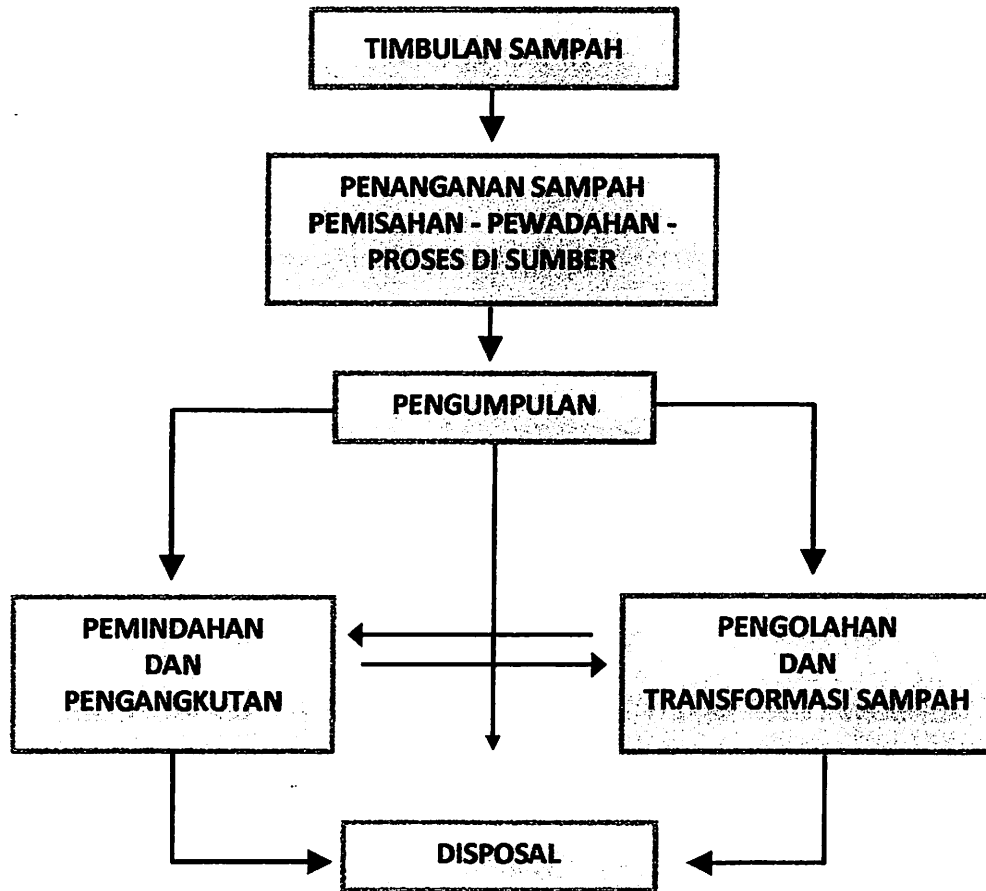 TIMBULAN SAMPAH
PENANGANAN SAMPAH
PEMISAHAN - PEWADAHAN -
PROSES DI SUMBER
PENGUMPULAN
PEMINDAHAN
DAN
PENGANGKUTAN
PENGOLAHAN
DAN
TRANSFORMASI SAMPAH
DISPOSAL